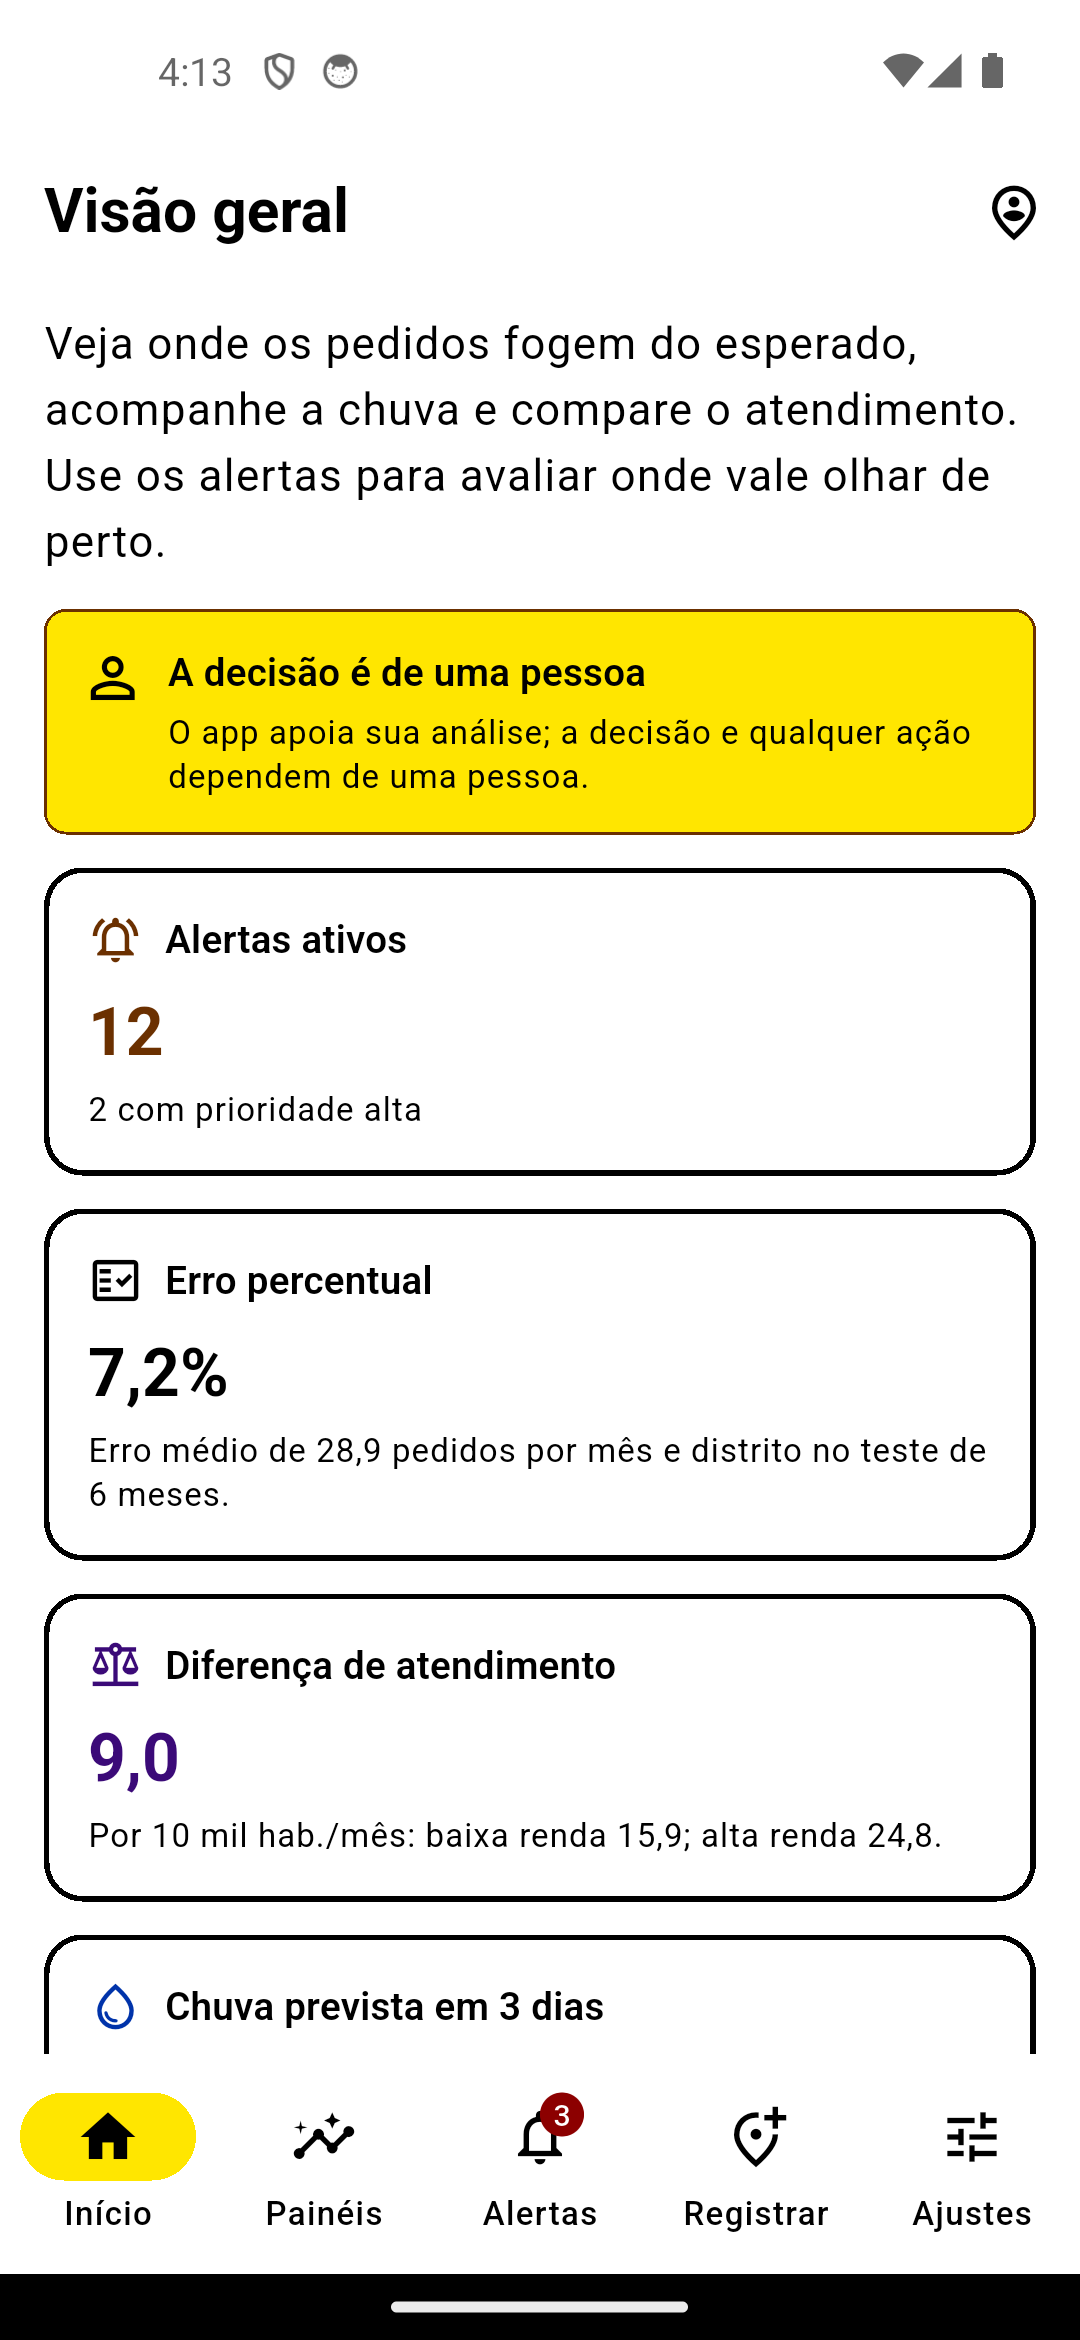 4:13
Visão geral
Veja onde os pedidos fogem do esperado,
acompanhe a chuva e compare o atendimento.
Use os alertas para avaliar onde vale olhar de
perto.
A decisão é de uma pessoa
O app apoia sua análise; a decisão e qualquer ação
dependem de uma pessoa.
Alertas ativos
12
2 com prioridade alta
Erro percentual
7,2%
Erro médio de 28,9 pedidos por mês e distrito no teste de
6 meses.
Diferença de atendimento
9,0
Por 10 mil hab./mês: baixa renda 15,9; alta renda 24,8.
Chuva prevista em 3 dias
3
Início
Painéis
Alertas
Registrar
Ajustes